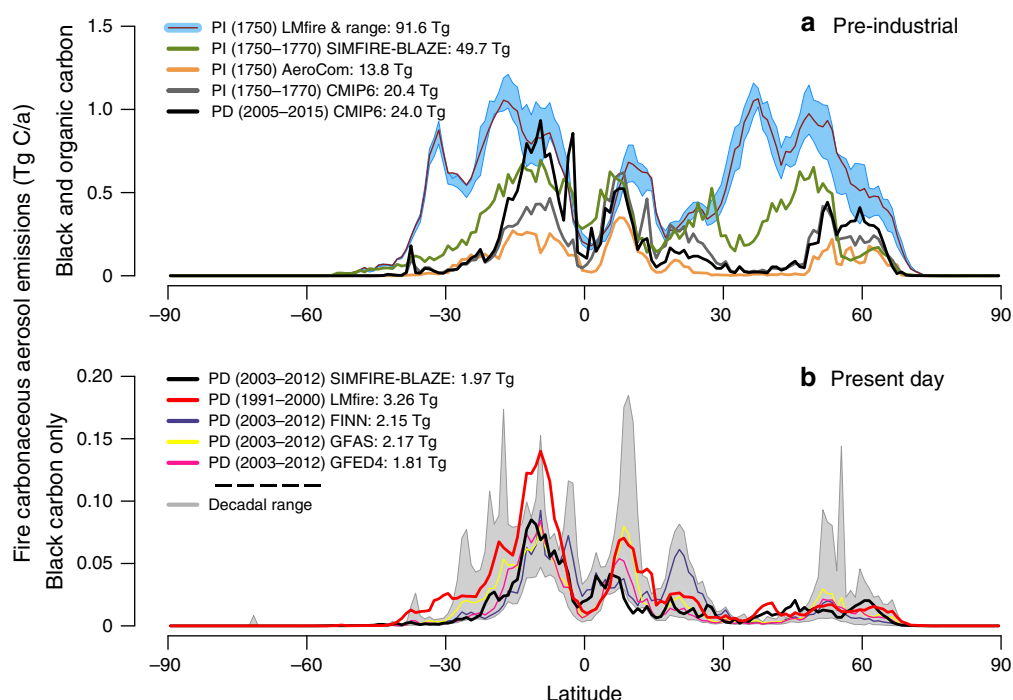 Fire carbonaceous aerosol emissions (Tg C/a)
Black and organic carbon
a Pre-industrial
PI (1750) LMfire & range: 91.6 Tg
PI (1750–1770) SIMFIRE-BLAZE: 49.7 Tg
PI (1750) AeroCom: 13.8 Tg
PI (1750–1770) CMIP6: 20.4 Tg
PD (2005–2015) CMIP6: 24.0 Tg
1.5
1.0
0.5
0
−90 −60 −30 0 30 60 90
Black carbon only
b Present day
PD (2003–2012) SIMFIRE-BLAZE: 1.97 Tg
PD (1991–2000) LMfire: 3.26 Tg
PD (2003–2012) FINN: 2.15 Tg
PD (2003–2012) GFAS: 2.17 Tg
PD (2003–2012) GFED4: 1.81 Tg
Decadal range
0.20
0.15
0.10
0.05
0
−90 −60 −30 0 30 60 90
Latitude